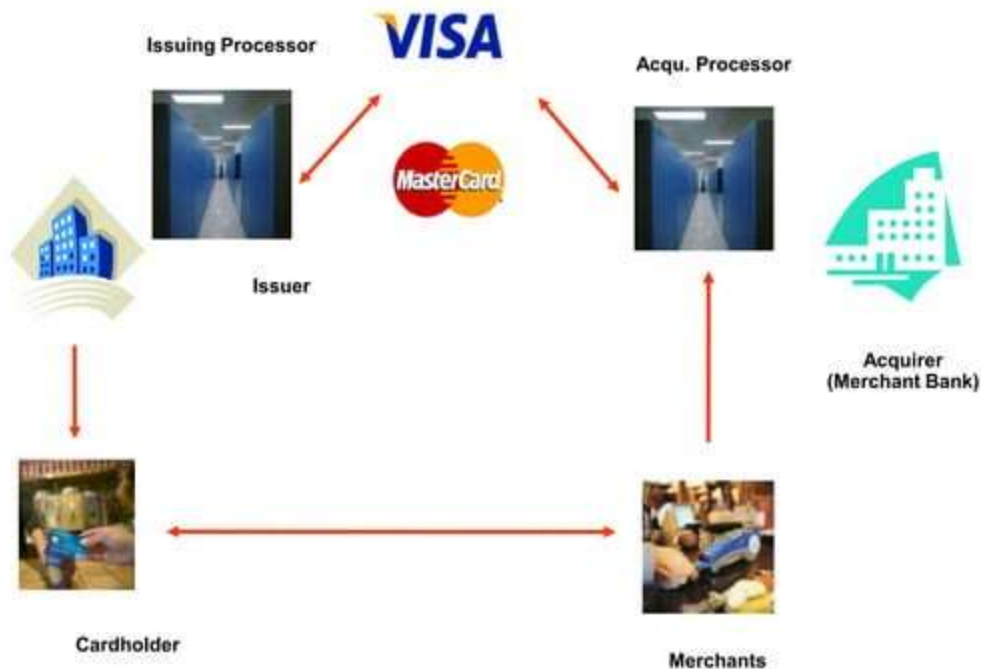 Issuing Processor
VISA
Acqu. Processor
MasterCard
Issuer
Acquirer
(Merchant Bank)
Cardholder
Merchants